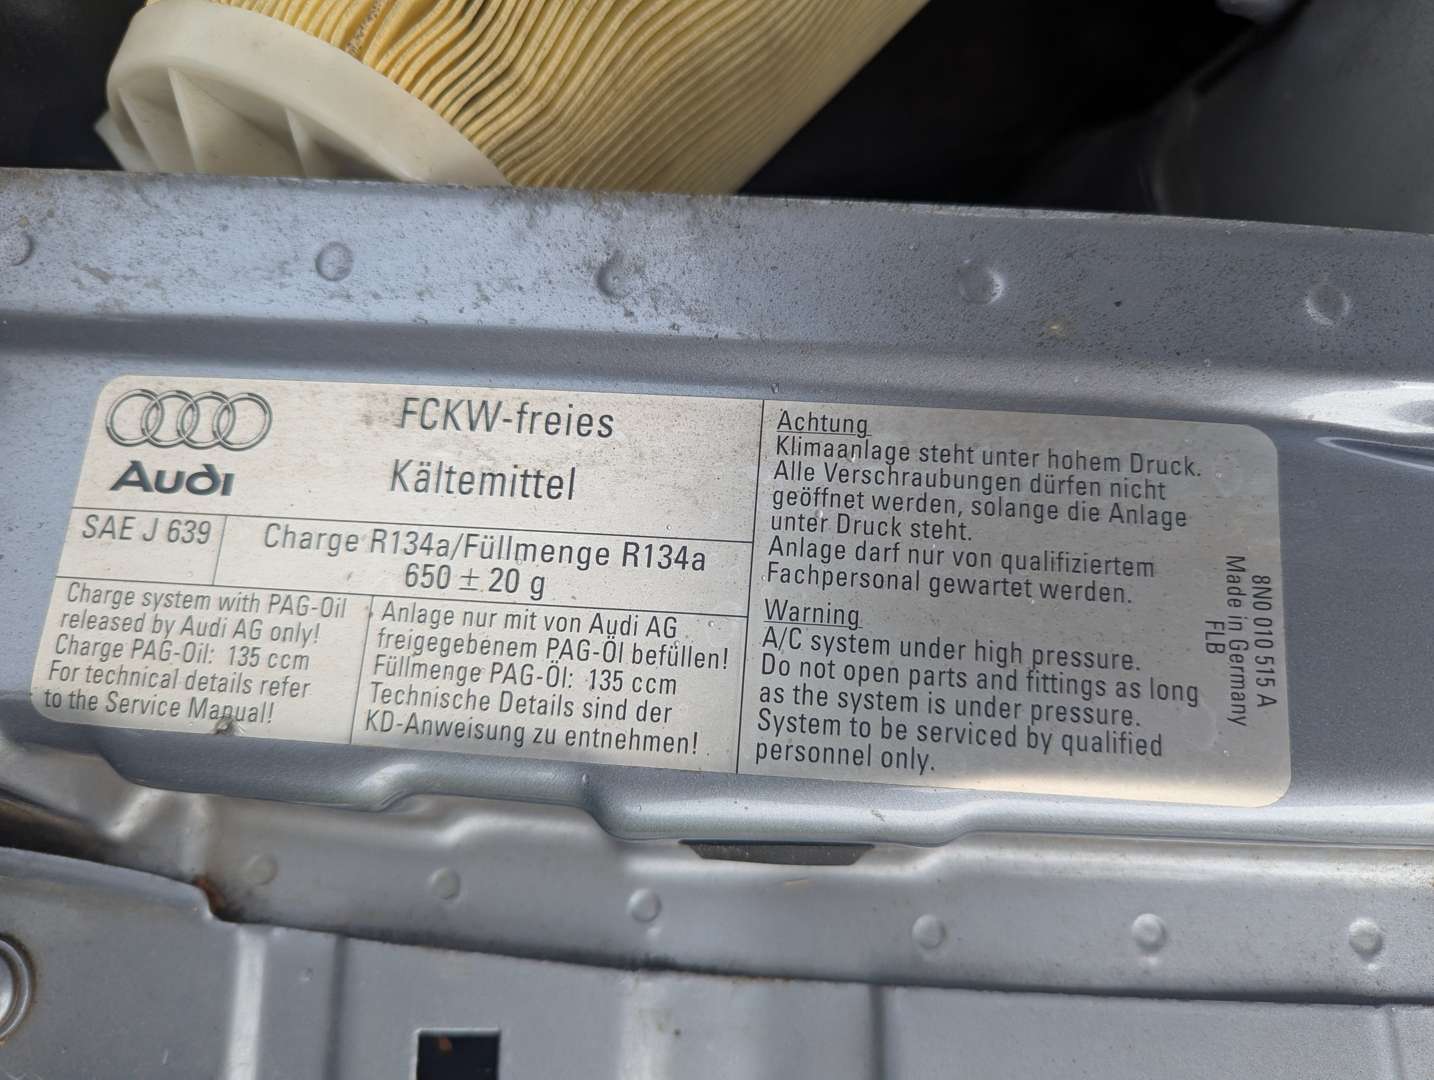 Audi
FCKW-freies
Kältemittel
SAE J 639
Charge R134a/Füllmenge R134a
650 ± 20 g
Charge system with PAG-Oil
released by Audi AG only!
Charge PAG-Oil: 135 ccm
For technical details refer
to the Service Manual!
Anlage nur mit von Audi AG
freigegebenem PAG-Öl befüllen!
Füllmenge PAG-Öl: 135 ccm
Technische Details sind der
KD-Anweisung zu entnehmen!
Achtung
Klimaanlage steht unter hohem Druck.
Alle Verschraubungen dürfen nicht
geöffnet werden, solange die Anlage
unter Druck steht.
Anlage darf nur von qualifiziertem
Fachpersonal gewartet werden.
Warning
A/C system under high pressure.
Do not open parts and fittings as long
as the system is under pressure.
System to be serviced by qualified
personnel only.
8N0 010 515 A
Made in Germany
FLB